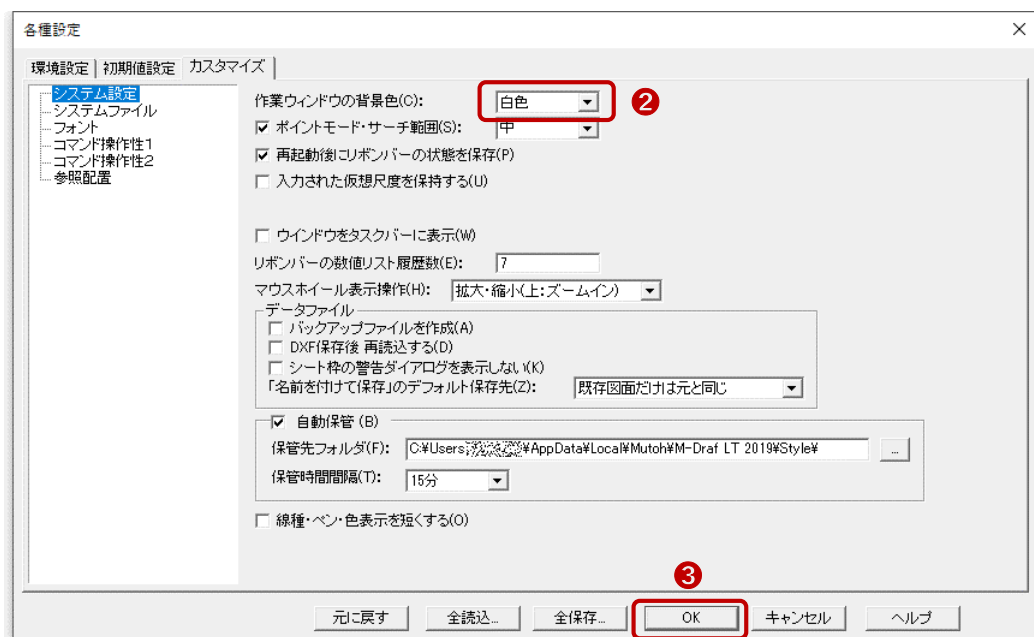 各種設定
環境設定 初期値設定 カスタマイズ
システム設定
システムファイル
フォント
コマンド操作性1
コマンド操作性2
参照配置
作業ウィンドウの背景色(C): 白色 2
ポイントモード・サーチ範囲(S): 中
再起動後にリボンバーの状態を保存(P)
入力された仮想尺度を保持する(U)
ウインドウをタスクバーに表示(W)
リボンバーの数値リスト履歴数(E): 7
マウスホイール表示操作(H): 拡大・縮小(上:ズームイン)
データファイル
バックアップファイルを作成(A)
DXF保存後 再読込する(D)
シート枠の警告ダイアログを表示しない(K)
「名前を付けて保存」のデフォルト保存先(Z): 既存図面だけは元と同じ
自動保管 (B)
保管先フォルダ(F): C:¥Users¥AppData¥Local¥Mutoh¥M-Draf LT 2019¥Style¥ ...
保管時間間隔(T): 15分
線種・ペン・色表示を短くする(O)
3
元に戻す 全読込... 全保存... OK キャンセル ヘルプ